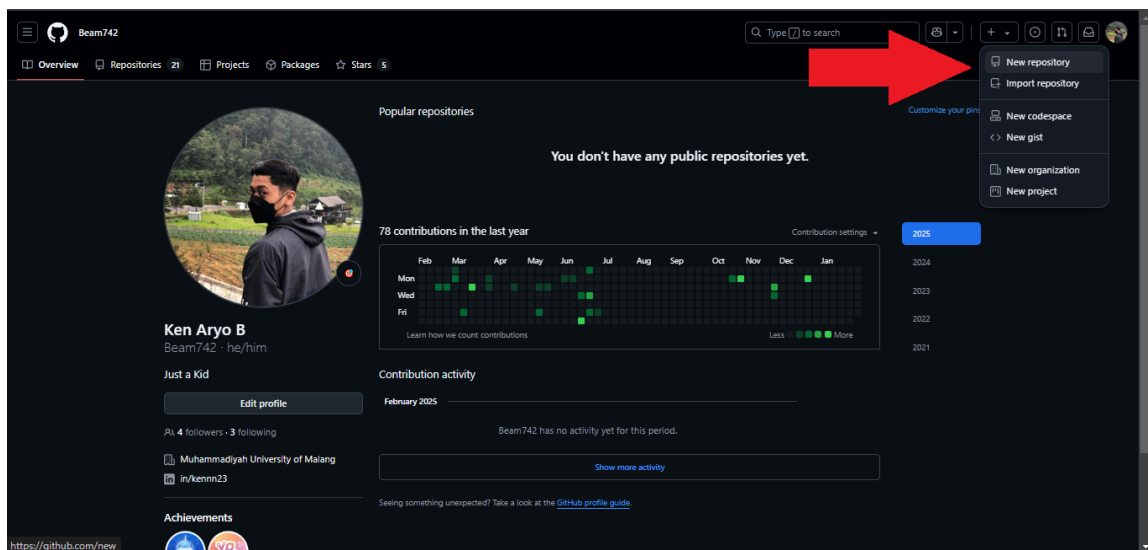 Beam742
Type / to search
Overview
Repositories 21
Projects
Packages
Stars 5
New repository
Import repository
New codespace
New gist
New organization
New project
Popular repositories
Customize your pins
You don't have any public repositories yet.
78 contributions in the last year
Contribution settings
2025
2024
2023
2022
2021
Feb Mar Apr May Jun Jul Aug Sep Oct Nov Dec Jan
Mon
Wed
Fri
Learn how we count contributions
Less More
Ken Aryo B
Beam742 · he/him
Just a Kid
Edit profile
4 followers · 3 following
Muhammadiyah University of Malang
in/kennn23
Achievements
Contribution activity
February 2025
Beam742 has no activity yet for this period.
Show more activity
Seeing something unexpected? Take a look at the GitHub profile guide.
https://github.com/new